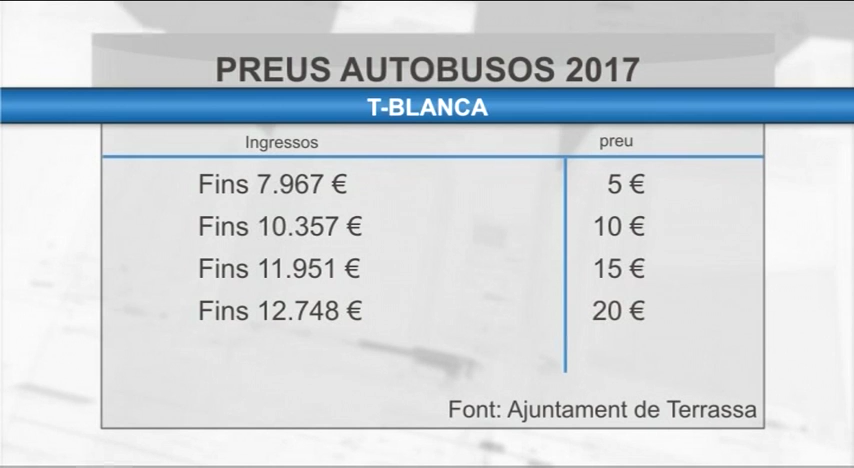 PREUS AUTOBUSOS 2017
T-BLANCA
Ingressos preu
Fins 7.967 € 5 €
Fins 10.357 € 10 €
Fins 11.951 € 15 €
Fins 12.748 € 20 €
Font: Ajuntament de Terrassa